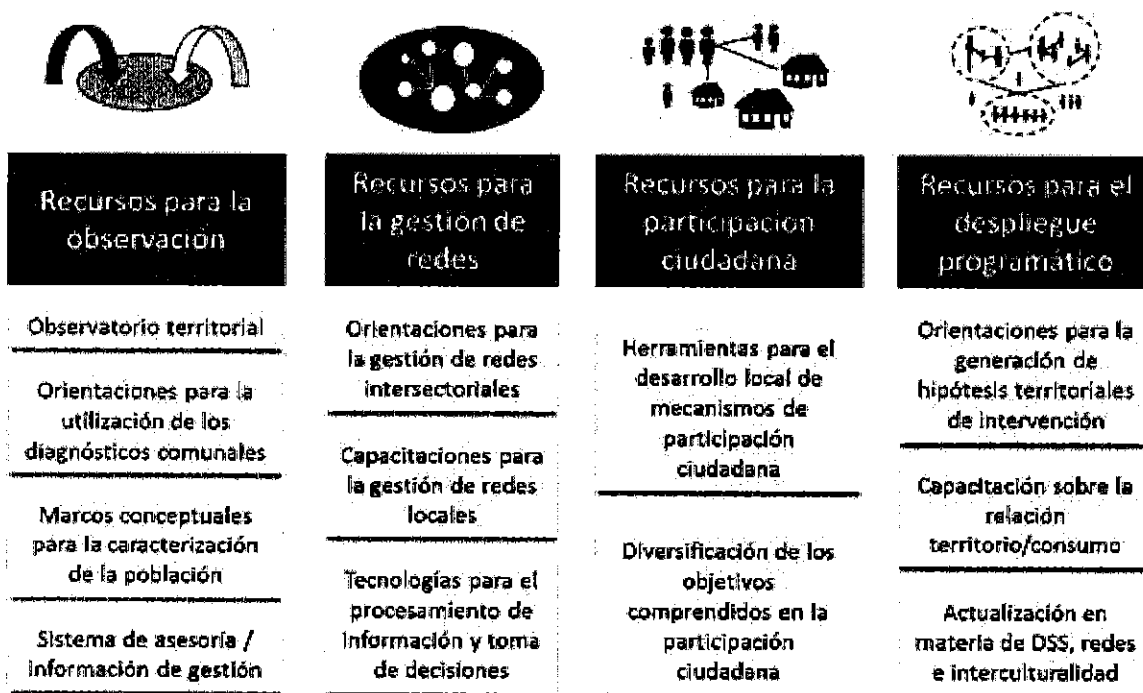 Recursos para la
observación
Observatorio territorial
Orientaciones para la
utilización de los
diagnósticos comunales
Marcos conceptuales
para la caracterización
de la población
Sistema de asesoría /
información de gestión
Recursos para
la gestión de
redes
Orientaciones para
la gestión de redes
intersectoriales
Capacitaciones para
la gestión de redes
locales
Tecnologías para el
procesamiento de
información y toma
de decisiones
Recursos para la
participacion
ciudadana
Herramientas para el
desarrollo local de
mecanismos de
participación
ciudadana
Diversificación de los
objetivos
comprendidos en la
participación
ciudadana
Recursos para el
despliegue
programático
Orientaciones para la
generación de
hipótesis territoriales
de intervención
Capacitación sobre la
relación
territorio/consumo
Actualización en
materia de DSS, redes
e interculturalidad